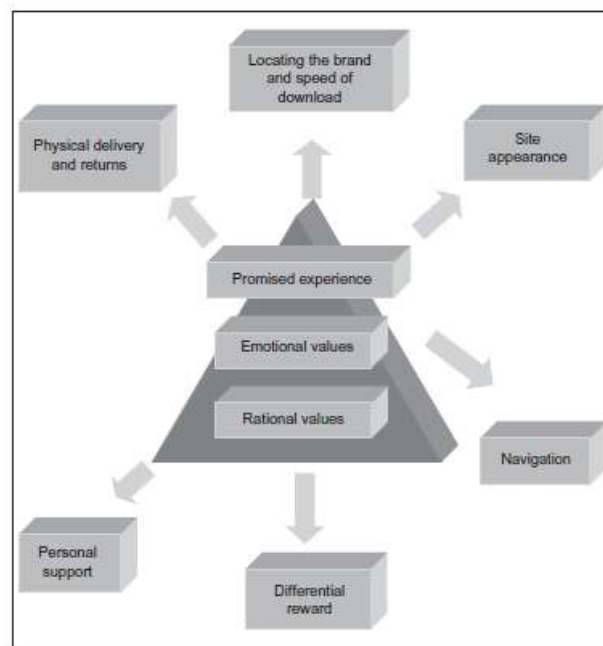 Locating the brand
and speed of
download
Physical delivery
and returns
Site
appearance
Promised experience
Emotional values
Rational values
Navigation
Personal
support
Differential
reward